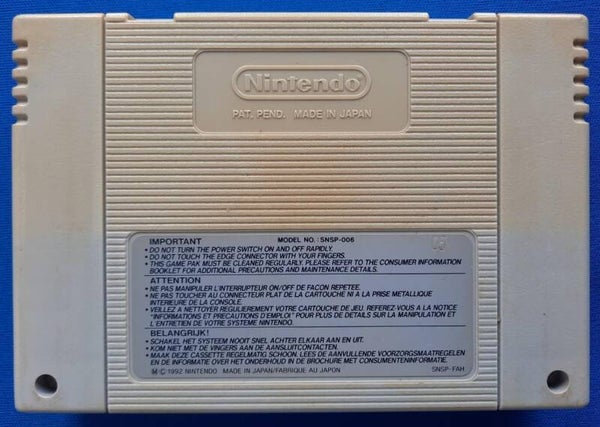 Nintendo
PAT. PEND. MADE IN JAPAN
IMPORTANT MODEL NO.: SNSP-006
• DO NOT TURN THE POWER SWITCH ON AND OFF RAPIDLY.
• DO NOT TOUCH THE EDGE CONNECTOR WITH YOUR FINGERS.
• THIS GAME PAK MUST BE CLEANED REGULARLY. PLEASE REFER TO THE CONSUMER INFORMATION
BOOKLET FOR ADDITIONAL PRECAUTIONS AND MAINTENANCE DETAILS.
ATTENTION
• NE PAS MANIPULER L'INTERRUPTEUR ON/OFF DE FACON REPETEE.
• NE PAS TOUCHER AU CONNECTEUR PLAT DE LA CARTOUCHE NI A LA PRISE METALLIQUE
INTERIEURE DE LA CONSOLE.
• VEILLEZ A NETTOYER REGULIEREMENT VOTRE CARTOUCHE DE JEU. REFEREZ-VOUS A LA NOTICE
"INFORMATIONS ET PRECAUTIONS D'EMPLOI" POUR PLUS DE DETAILS SUR LA MANIPULATION ET
L'ENTRETIEN DE VOTRE SYSTEME NINTENDO.
BELANGRIJK!
• SCHAKEL HET SYSTEEM NOOIT SNEL ACHTER ELKAAR AAN EN UIT.
• KOM NIET MET DE VINGERS AAN DE AANSLUITCONTACTEN.
• MAAK DEZE CASSETTE REGELMATIG SCHOON. LEES DE AANVULLENDE VOORZORGSMAATREGELEN
EN DE INFORMATIE OVER HET ONDERHOUD IN DE BROCHURE MET CONSUMENTENINFORMATIE.
Ⓜ©1992 NINTENDO MADE IN JAPAN/FABRIQUE AU JAPON SNSP-FAH